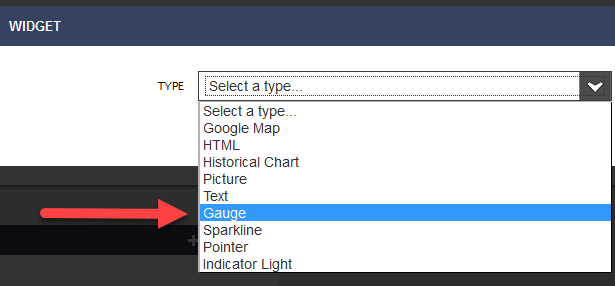 WIDGET
TYPE Select a type...
Select a type...
Google Map
HTML
Historical Chart
Picture
Text
Gauge
Sparkline
Pointer
Indicator Light